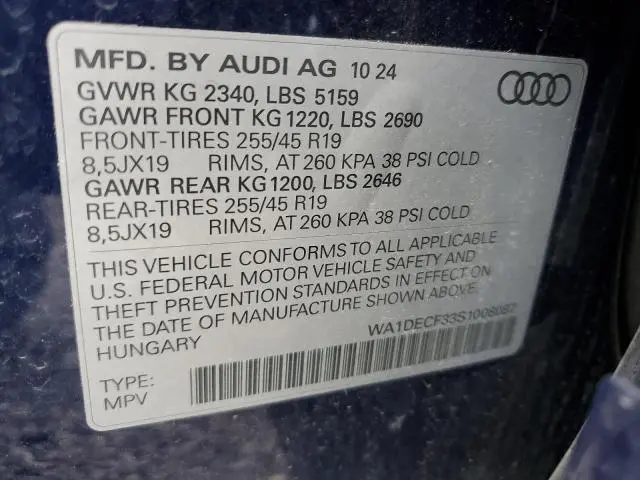 MFD. BY AUDI AG 10 24
GVWR KG 2340, LBS 5159
GAWR FRONT KG 1220, LBS 2690
FRONT-TIRES 255/45 R19
8,5JX19 RIMS, AT 260 KPA 38 PSI COLD
GAWR REAR KG 1200, LBS 2646
REAR-TIRES 255/45 R19
8,5JX19 RIMS, AT 260 KPA 38 PSI COLD
THIS VEHICLE CONFORMS TO ALL APPLICABLE
U.S. FEDERAL MOTOR VEHICLE SAFETY AND
THEFT PREVENTION STANDARDS IN EFFECT ON
THE DATE OF MANUFACTURE SHOWN ABOVE.
HUNGARY WA1DECF33S1008087
TYPE:
MPV